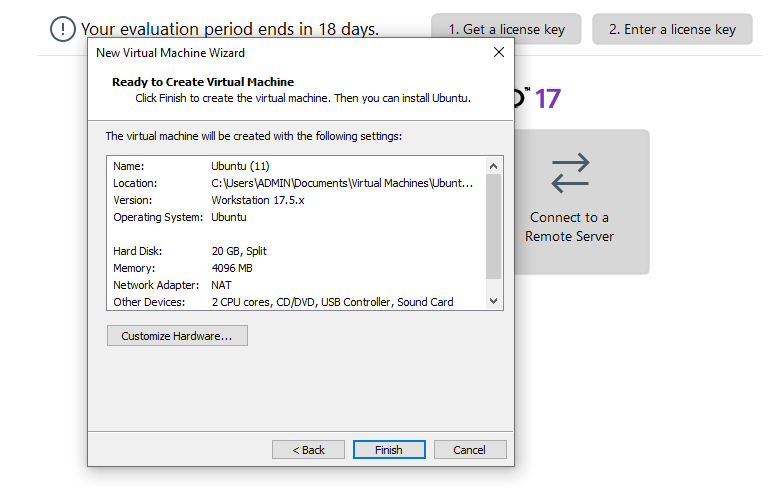 Your evaluation period ends in 18 days.
1. Get a license key
2. Enter a license key
New Virtual Machine Wizard
Ready to Create Virtual Machine
Click Finish to create the virtual machine. Then you can install Ubuntu.
17
The virtual machine will be created with the following settings:
Name: Ubuntu (11)
Location: C:\Users\ADMIN\Documents\Virtual Machines\Ubunt...
Version: Workstation 17.5.x
Operating System: Ubuntu
Hard Disk: 20 GB, Split
Memory: 4096 MB
Network Adapter: NAT
Other Devices: 2 CPU cores, CD/DVD, USB Controller, Sound Card
Connect to a
Remote Server
Customize Hardware...
< Back
Finish
Cancel